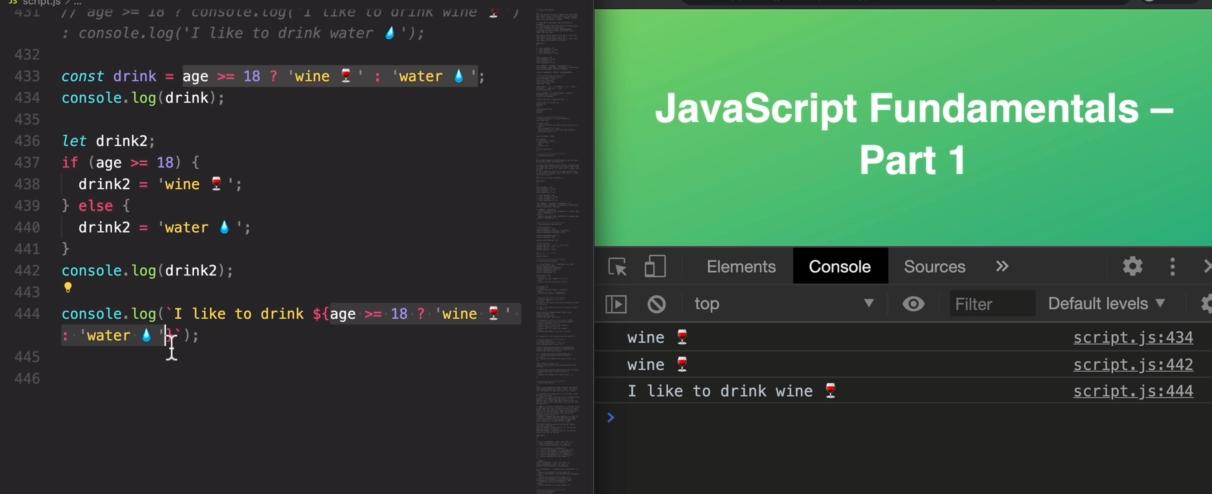 JS script.js / ...
431 // age >= 18 ? console.log('I like to drink wine 🍷')
: console.log('I like to drink water 💧');
432
433 const drink = age >= 18 ? 'wine 🍷' : 'water 💧';
434 console.log(drink);
435
436 let drink2;
437 if (age >= 18) {
438 drink2 = 'wine 🍷';
439 } else {
440 drink2 = 'water 💧';
441 }
442 console.log(drink2);
443
444 console.log(`I like to drink ${age >= 18 ? 'wine 🍷'
: 'water 💧'}`);
445
446
JavaScript Fundamentals –
Part 1
Elements Console Sources »
top Filter Default levels ▼
wine 🍷 script.js:434
wine 🍷 script.js:442
I like to drink wine 🍷 script.js:444
>